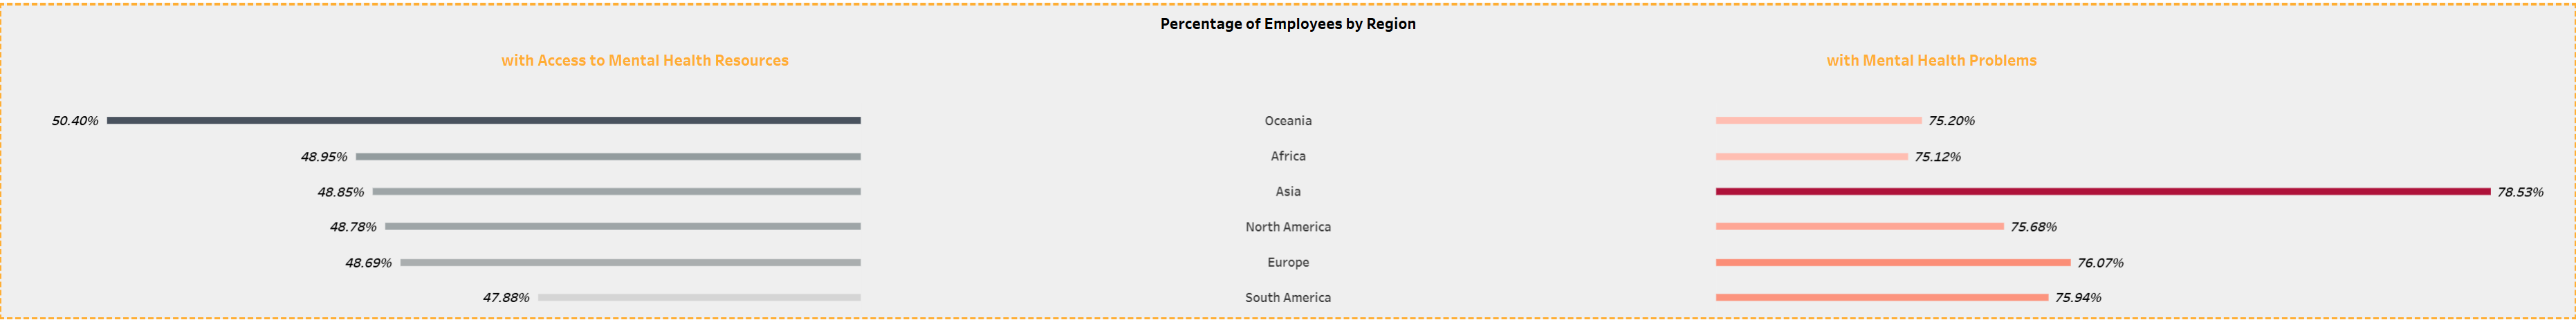 Percentage of Employees by Region
with Access to Mental Health Resources
with Mental Health Problems
50.40% Oceania 75.20%
48.95% Africa 75.12%
48.85% Asia 78.53%
48.78% North America 75.68%
48.69% Europe 76.07%
47.88% South America 75.94%